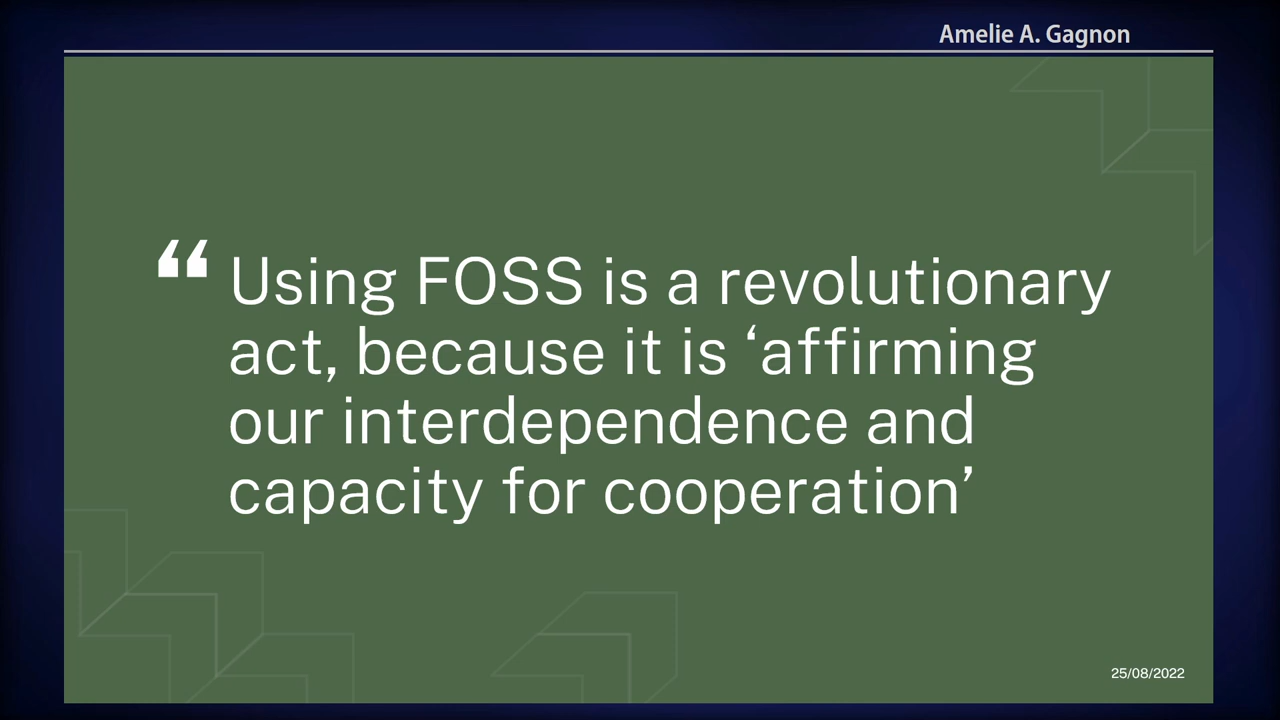 Amelie A. Gagnon
“ Using FOSS is a revolutionary
act, because it is ‘affirming
our interdependence and
capacity for cooperation’
25/08/2022